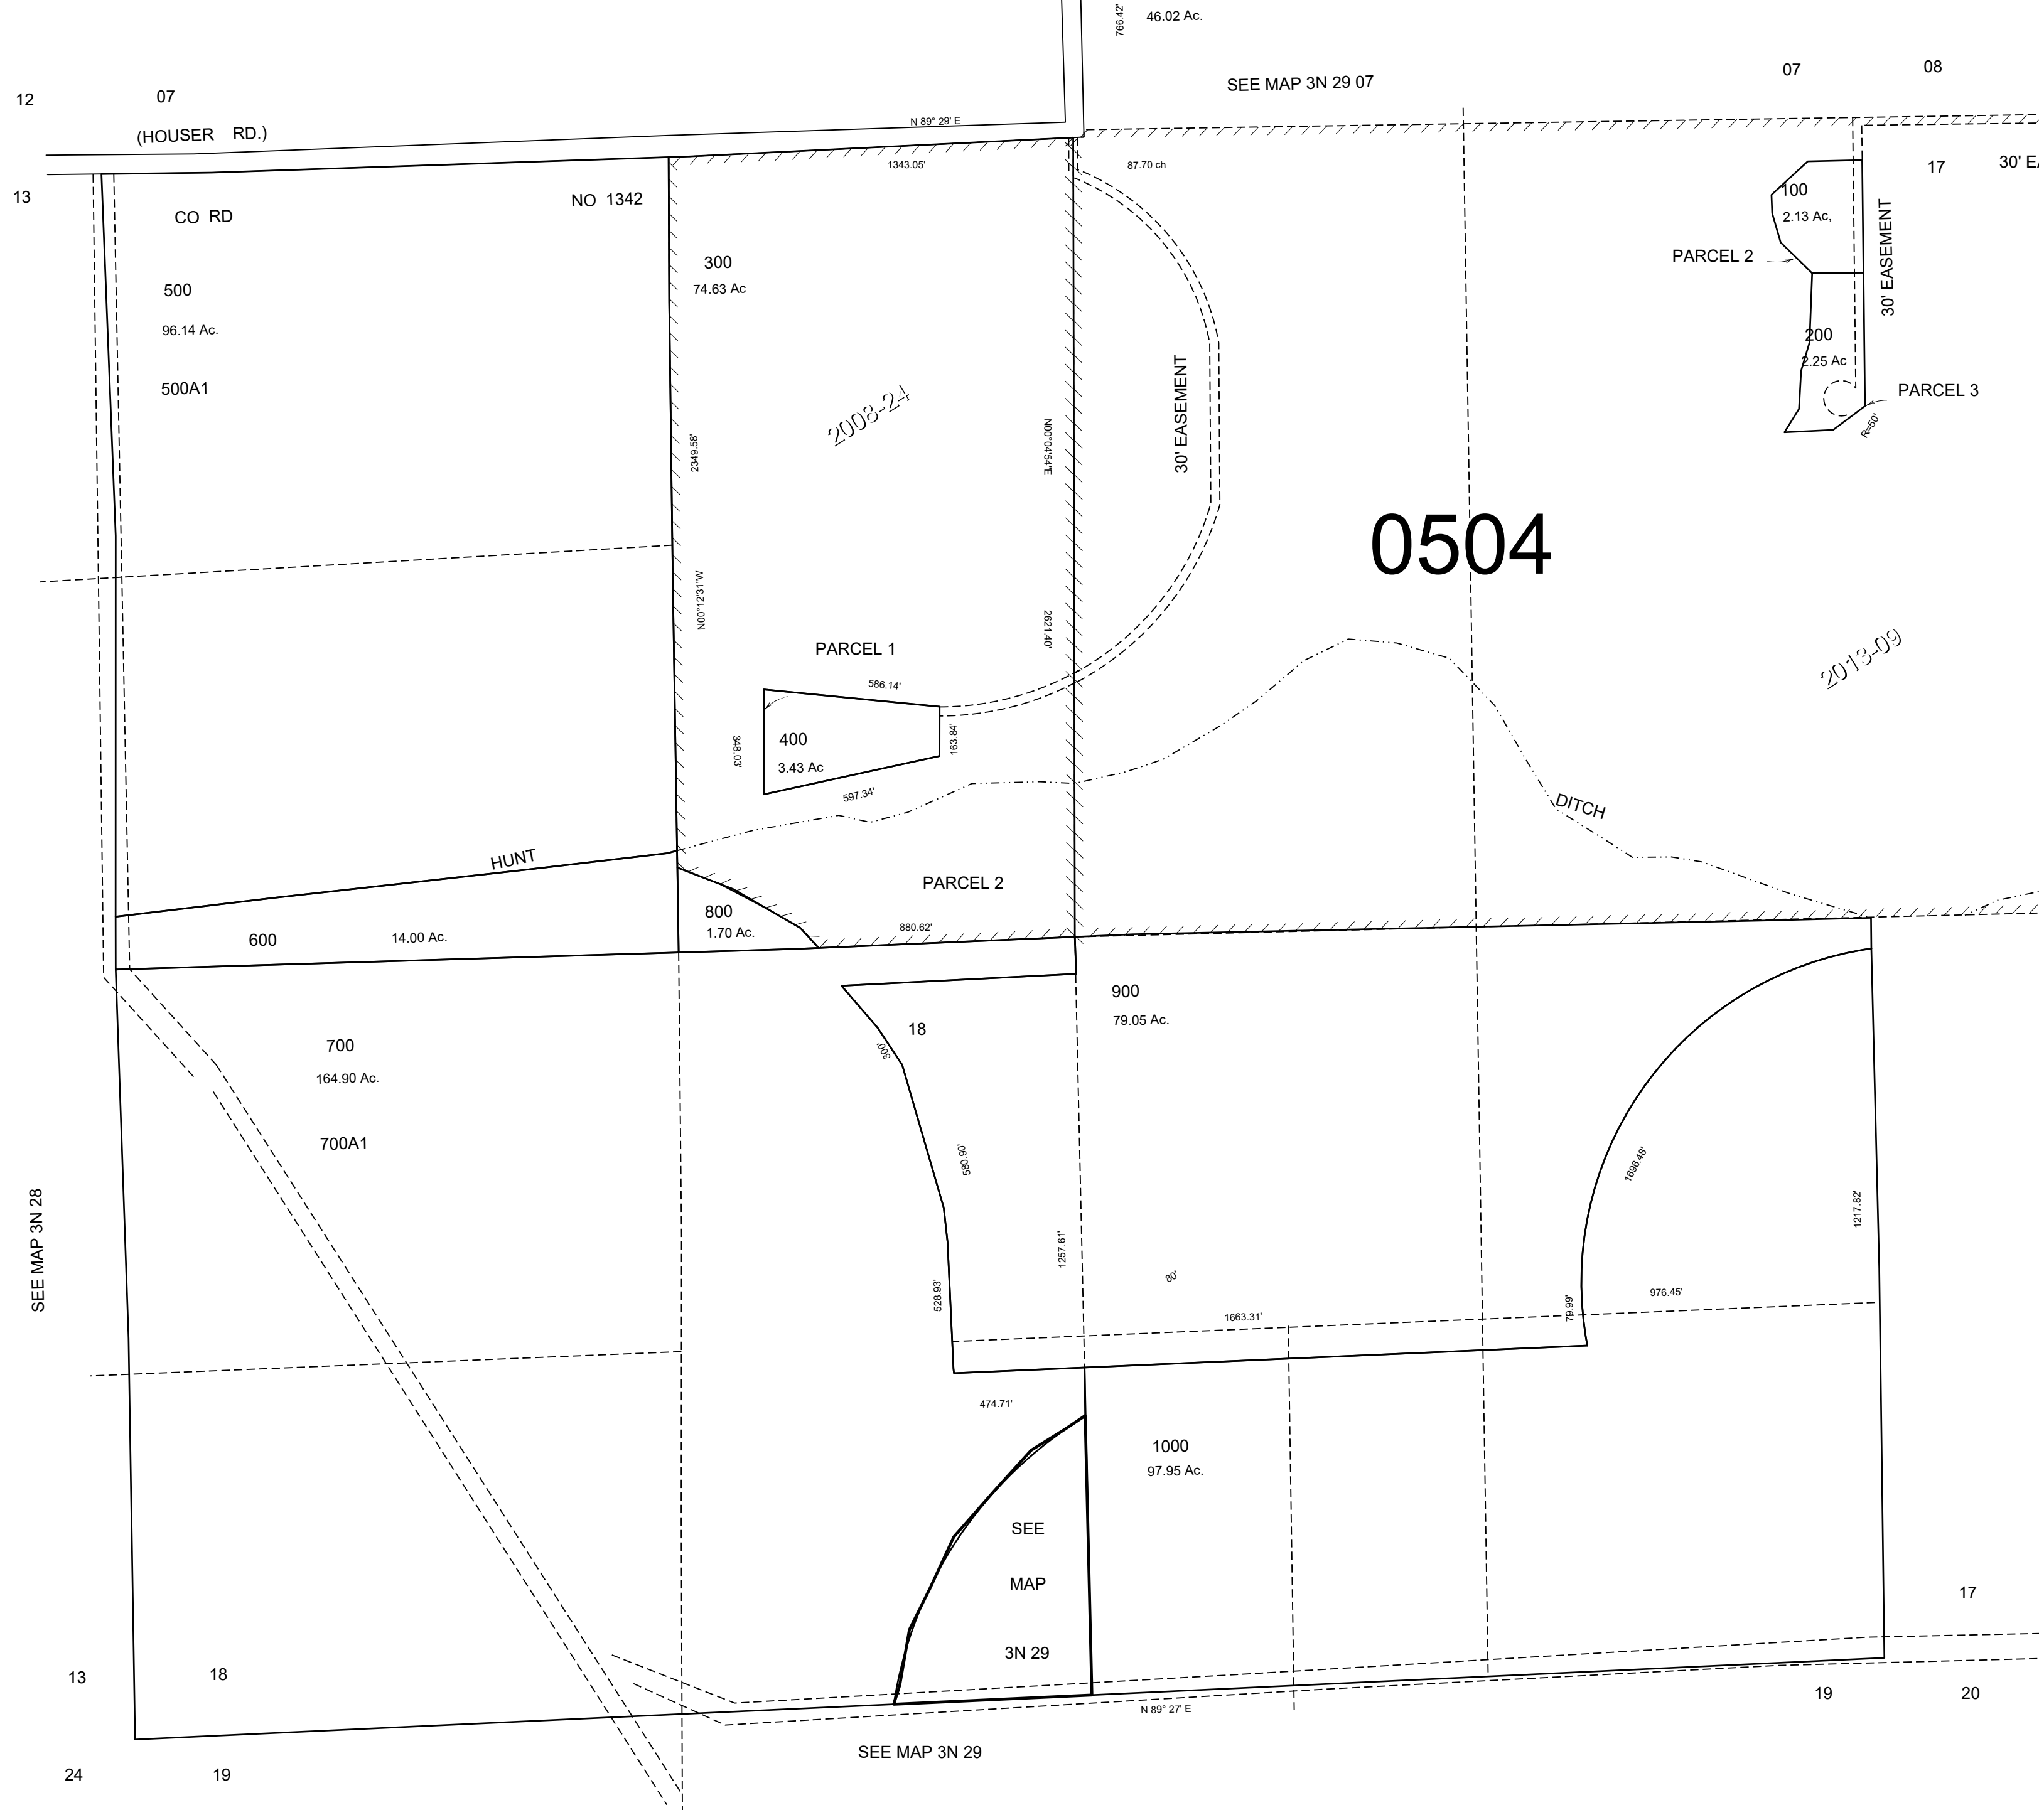 766.42'
46.02 Ac.
SEE MAP 3N 29 07
07
08
12
07
(HOUSER RD.)
N 89° 29' E
13
CO RD
NO 1342
1343.05'
87.70 ch
17
30' E
100
2.13 Ac,
PARCEL 2
30' EASEMENT
500
96.14 Ac.
500A1
300
74.63 Ac
2008-24
2349.58'
N00°04'54"E
30' EASEMENT
200
2.25 Ac
PARCEL 3
R=50'
0504
N00°12'31"W
2621.40'
PARCEL 1
586.14'
2013-09
400
3.43 Ac
348.03'
163.84'
597.34'
DITCH
HUNT
PARCEL 2
800
1.70 Ac.
880.62'
600
14.00 Ac.
900
79.05 Ac.
18
300'
700
164.90 Ac.
700A1
580.90'
1696.48'
1217.82'
SEE MAP 3N 28
1257.61'
528.93'
80'
1663.31'
79.99'
976.45'
474.71'
1000
97.95 Ac.
SEE
MAP
3N 29
17
13
18
19
20
N 89° 27' E
SEE MAP 3N 29
24
19